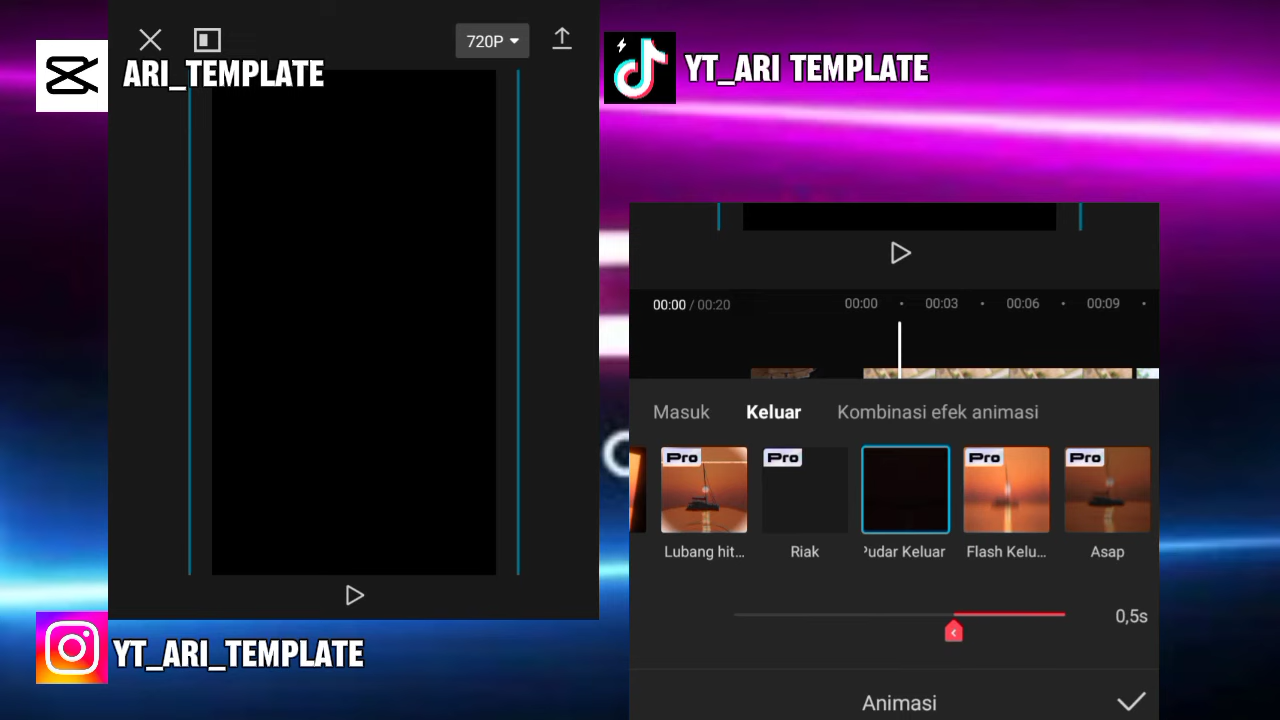 720P
ARI_TEMPLATE
YT_ARI TEMPLATE
00:00 / 00:20
00:00
00:03
00:06
00:09
Masuk
Keluar
Kombinasi efek animasi
Pro
Pro
Pro
Pro
Lubang hit...
Riak
Pudar Keluar
Flash Kelu...
Asap
0,5s
YT_ARI_TEMPLATE
Animasi